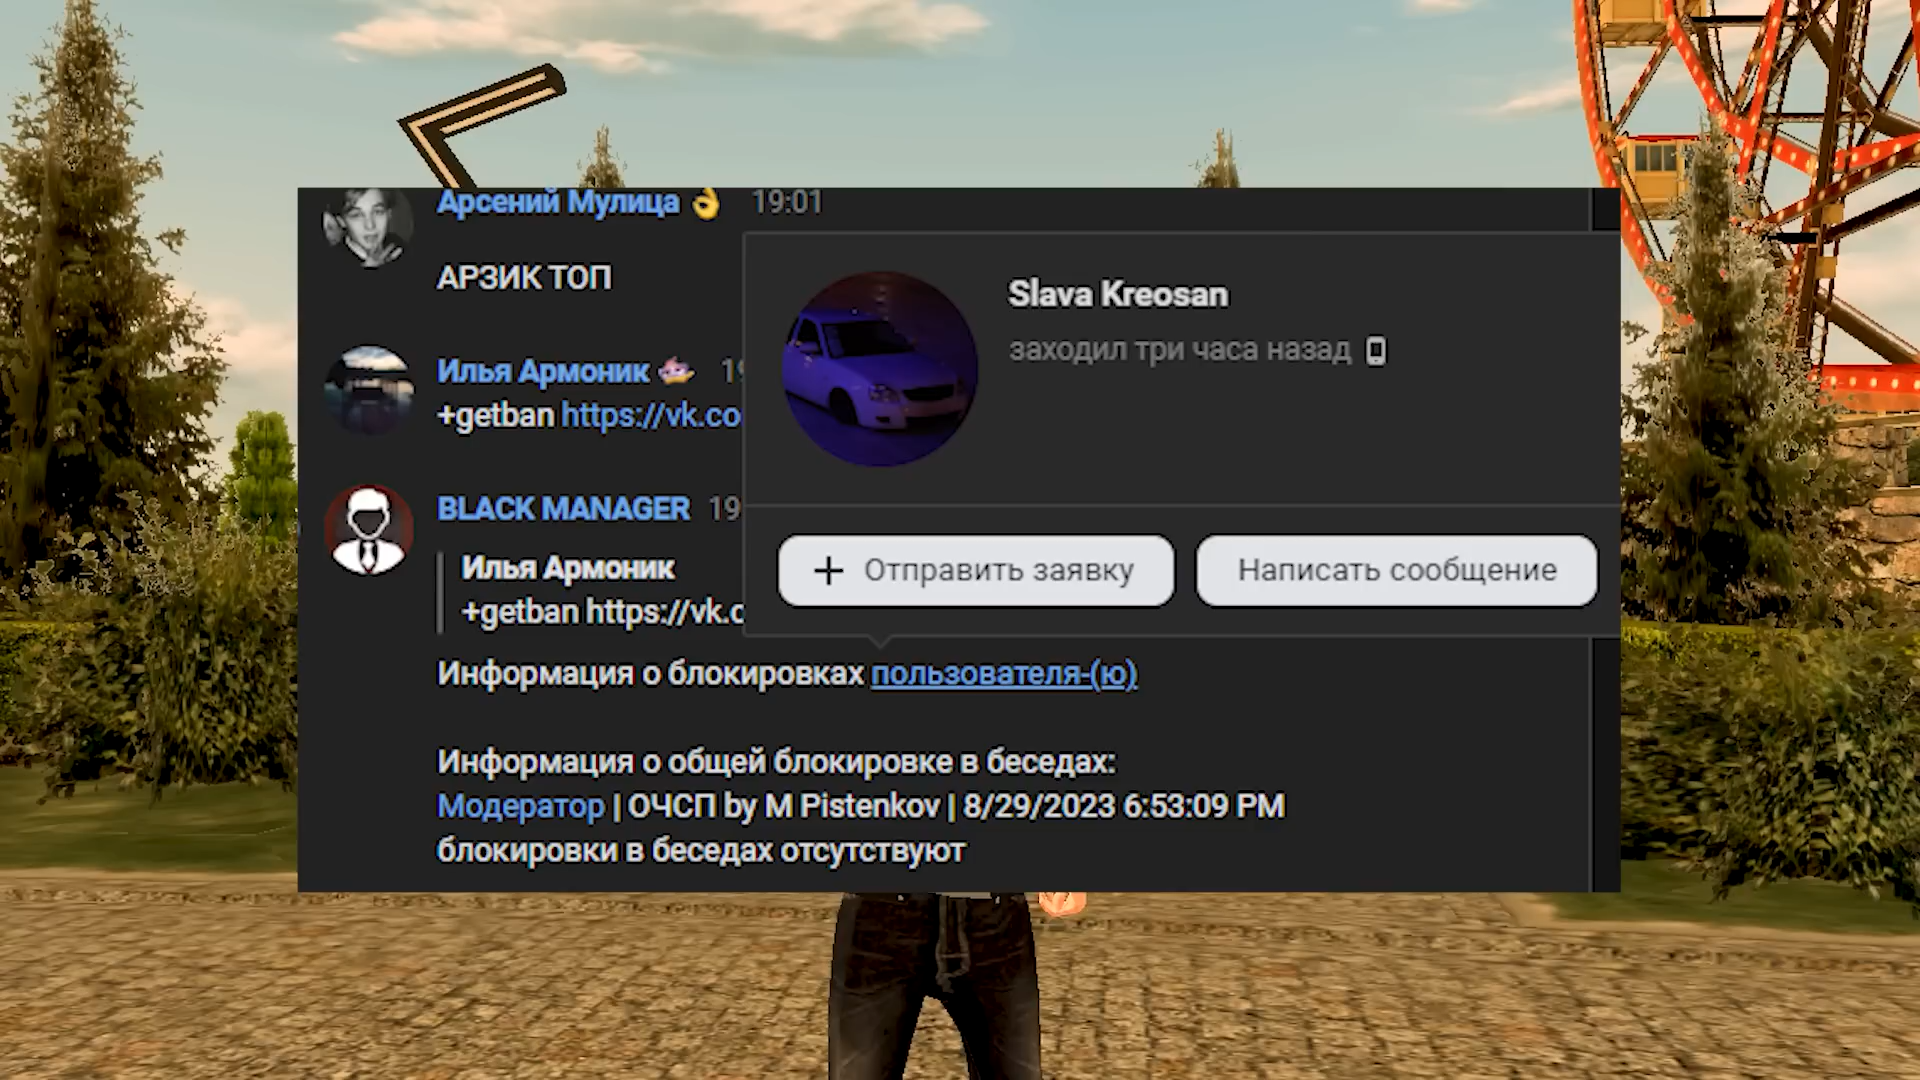 Арсений Мулица 👌 19:01
АРЗИК ТОП
Илья Армоник
+getban https://vk.co
BLACK MANAGER 19
Илья Армоник
+getban https://vk.c
Slava Kreosan
заходил три часа назад
+ Отправить заявку
Написать сообщение
Информация о блокировках пользователя-(ю)
Информация о общей блокировке в беседах:
Модератор | ОЧСП by M Pistenkov | 8/29/2023 6:53:09 PM
блокировки в беседах отсутствуют